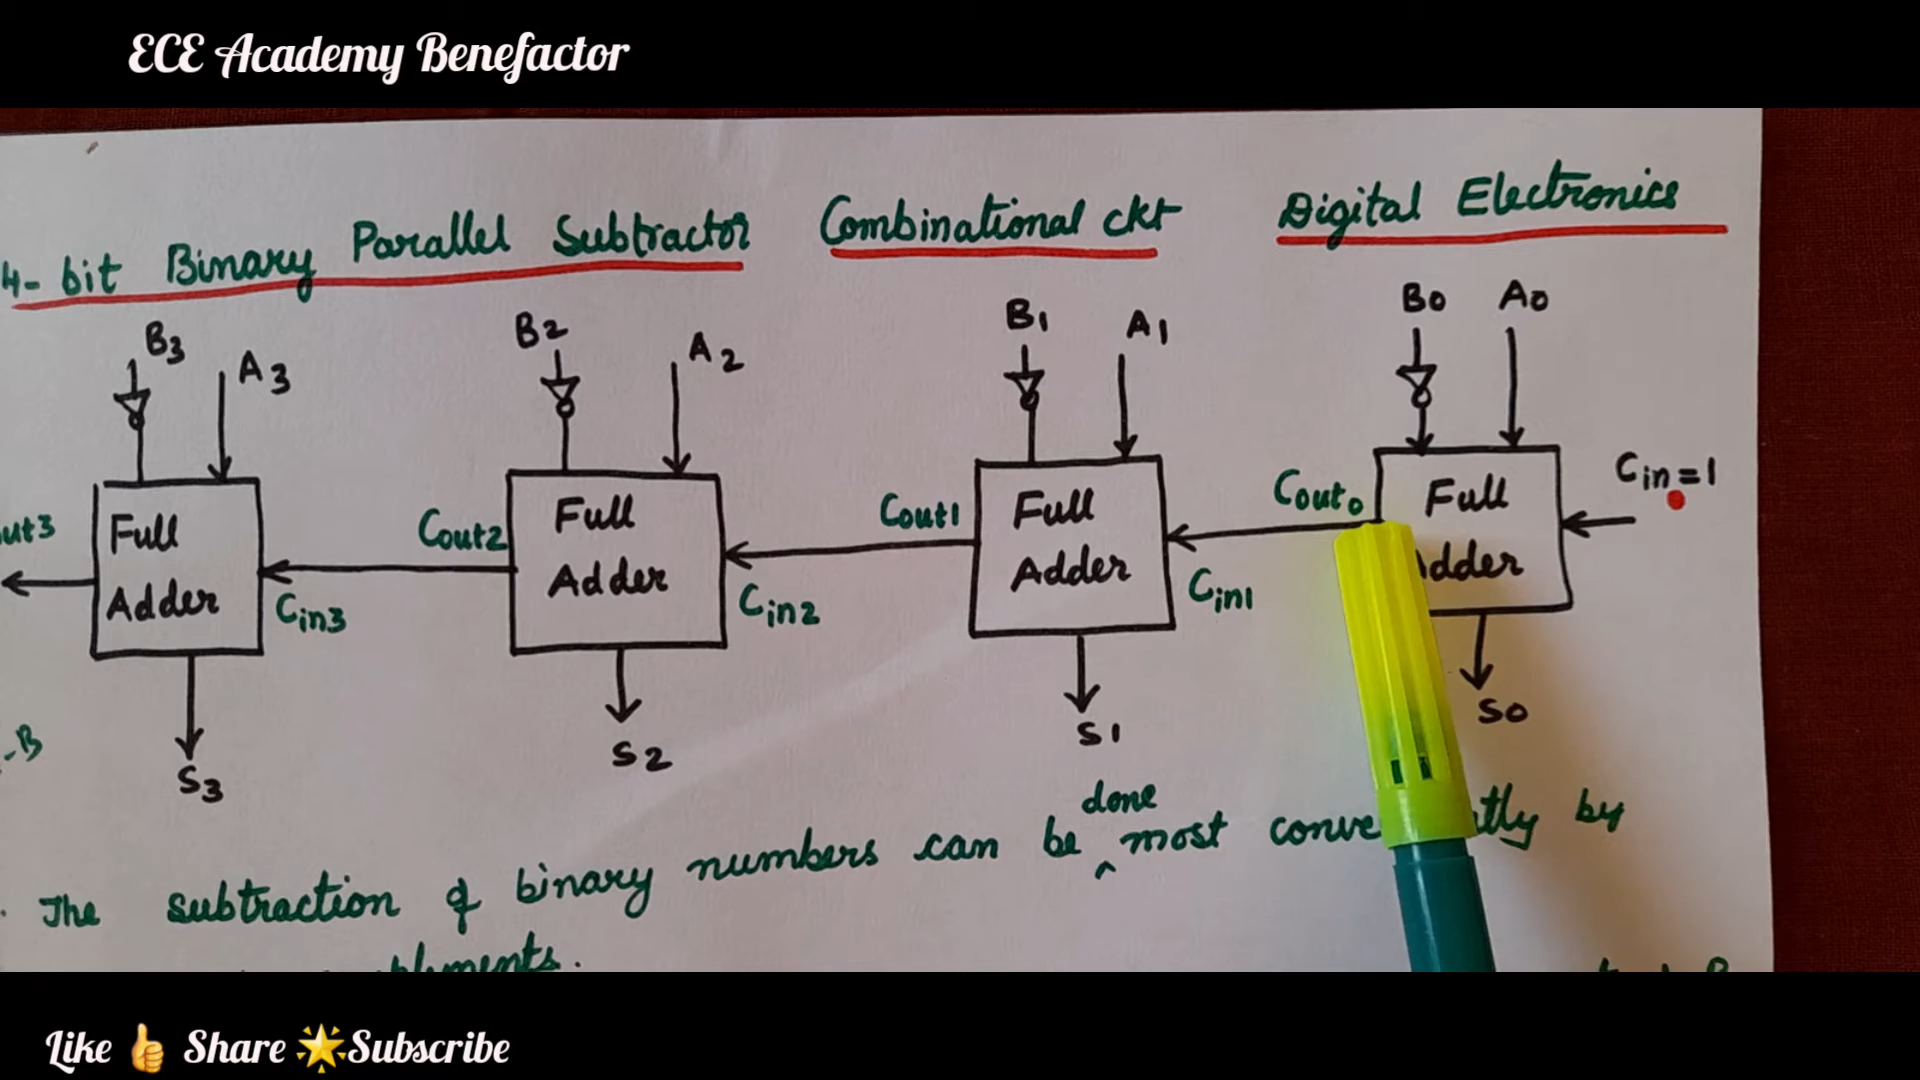 ECE Academy Benefactor
4- bit Binary Parallel Subtractor Combinational ckt Digital Electronics
B3 A3 B2 A2 B1 A1 B0 A0
Cin=1
Full Adder
Cout2
Cin3
Full Adder
Cout1
Cin2
Full Adder
Cout0
Cin1
Full
S3 S2 S1 S0
-B
The subtraction of binary numbers can be done most by
Like 👍 Share 🌟 Subscribe